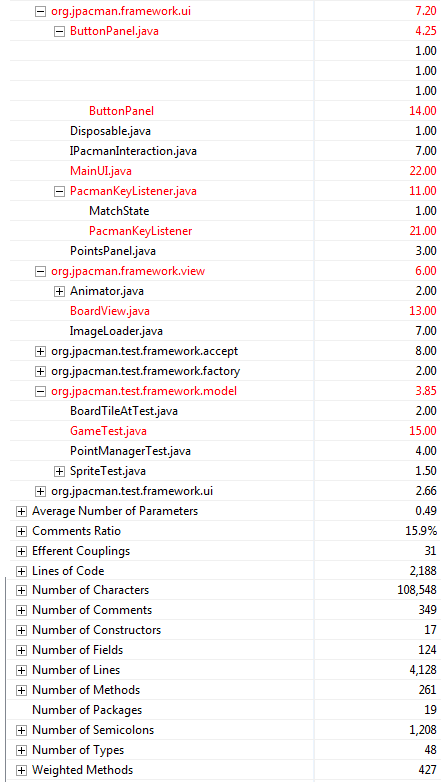 org.jpacman.framework.ui 7.20
ButtonPanel.java 4.25
1.00
1.00
1.00
ButtonPanel 14.00
Disposable.java 1.00
IPacmanInteraction.java 7.00
MainUI.java 22.00
PacmanKeyListener.java 11.00
MatchState 1.00
PacmanKeyListener 21.00
PointsPanel.java 3.00
org.jpacman.framework.view 6.00
Animator.java 2.00
BoardView.java 13.00
ImageLoader.java 7.00
org.jpacman.test.framework.accept 8.00
org.jpacman.test.framework.factory 2.00
org.jpacman.test.framework.model 3.85
BoardTileAtTest.java 2.00
GameTest.java 15.00
PointManagerTest.java 4.00
SpriteTest.java 1.50
org.jpacman.test.framework.ui 2.66
Average Number of Parameters 0.49
Comments Ratio 15.9%
Efferent Couplings 31
Lines of Code 2,188
Number of Characters 108,548
Number of Comments 349
Number of Constructors 17
Number of Fields 124
Number of Lines 4,128
Number of Methods 261
Number of Packages 19
Number of Semicolons 1,208
Number of Types 48
Weighted Methods 427